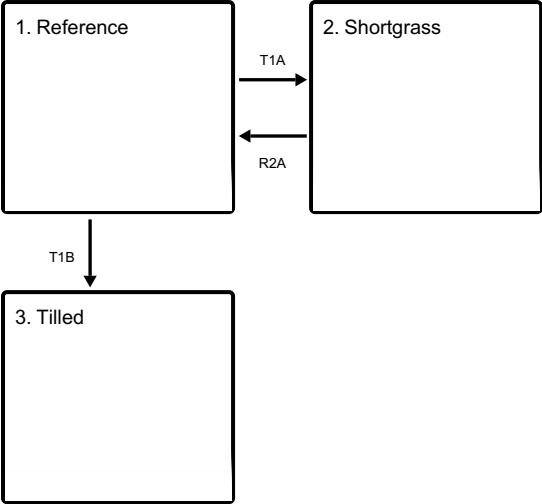 1. Reference
2. Shortgrass
T1A
R2A
T1B
3. Tilled